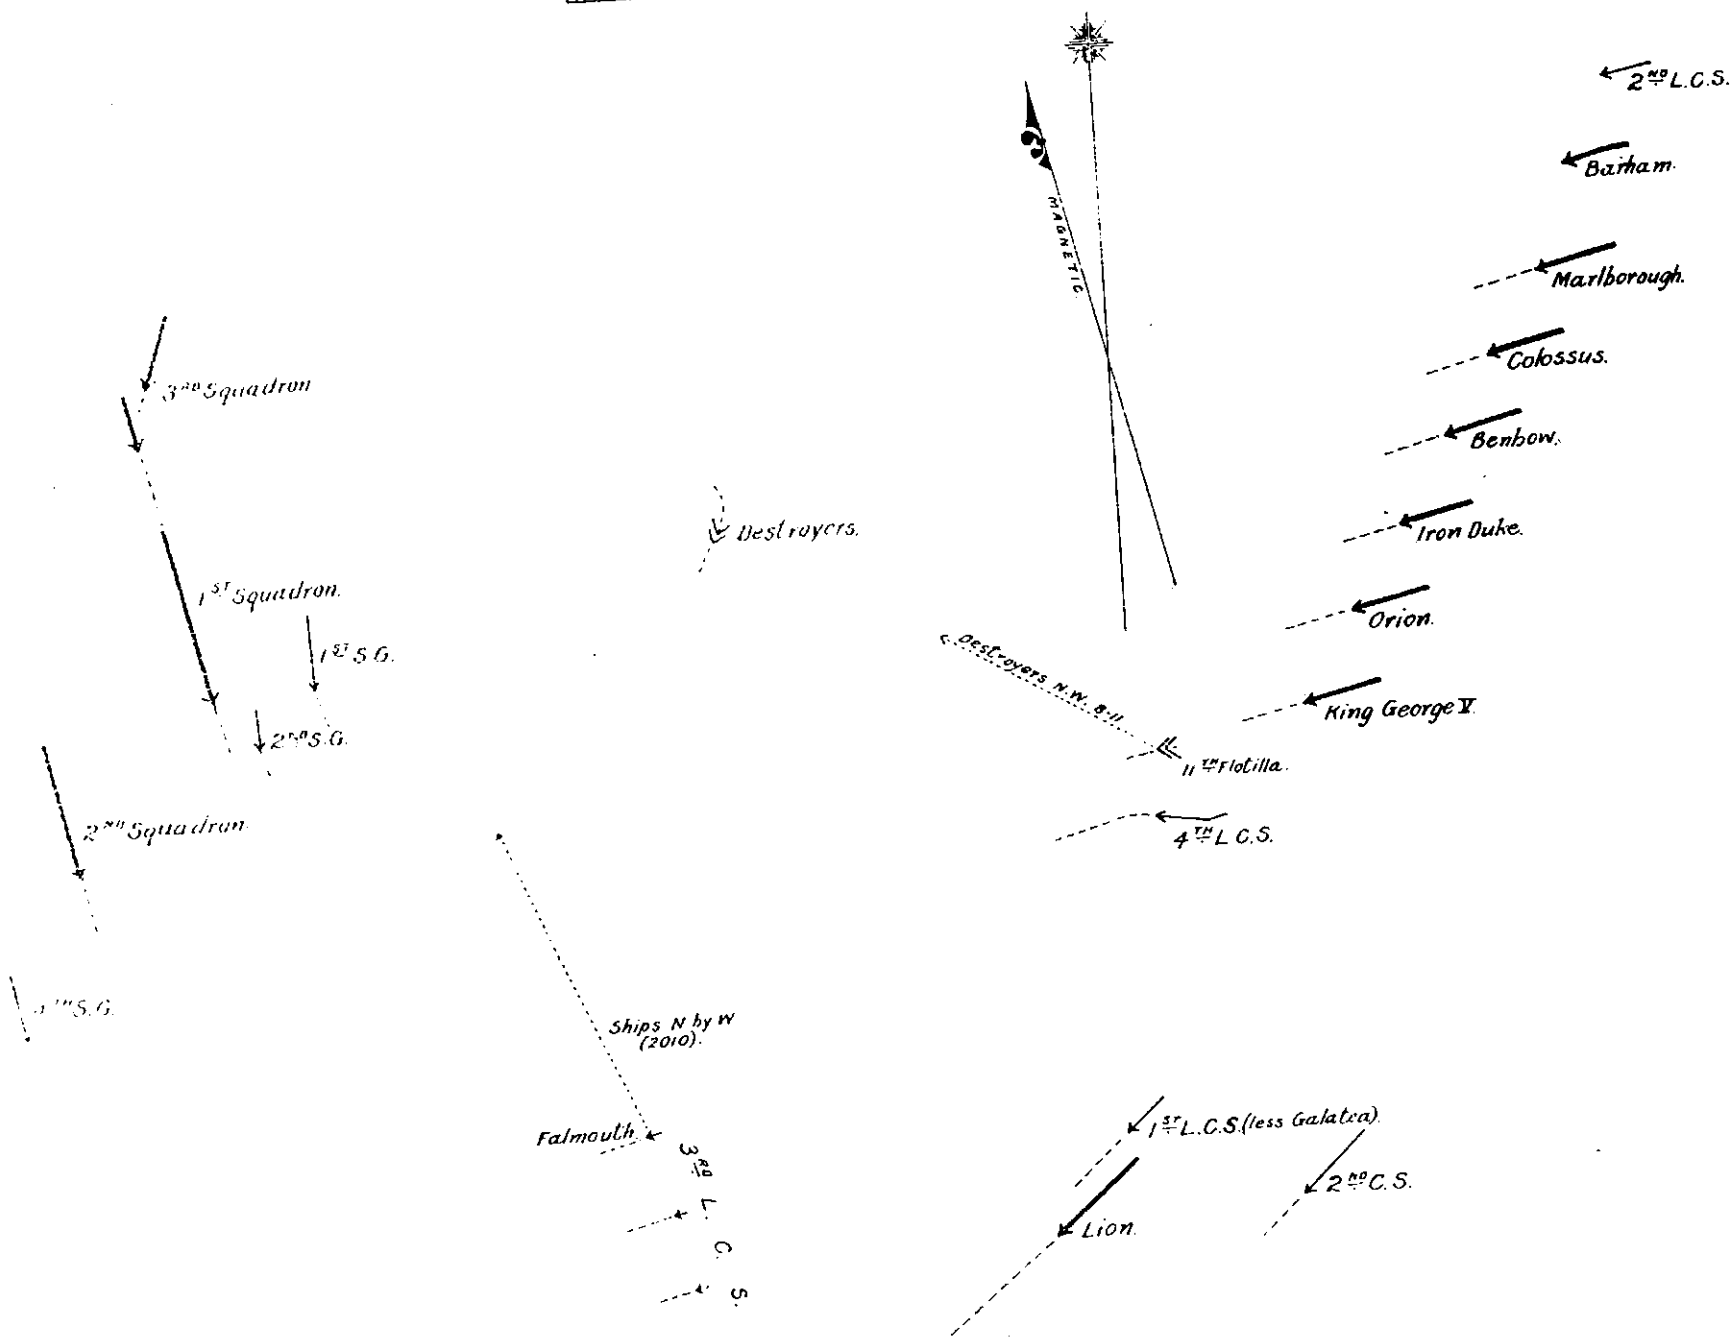 2ND L.C.S.
Barham.
MAGNETIC.
Marlborough.
Colossus.
3RD Squadron
Benbow.
Destroyers.
Iron Duke.
1ST Squadron.
Orion.
1ST S.G.
Destroyers N.W. 8-11
King George V.
2ND S.G.
11TH Flotilla.
2ND Squadron.
4TH L.C.S.
4TH S.G.
Ships N by W
(2010).
1ST L.C.S. (less Galatea).
Falmouth.
3RD L. C. S.
2ND C.S.
Lion.